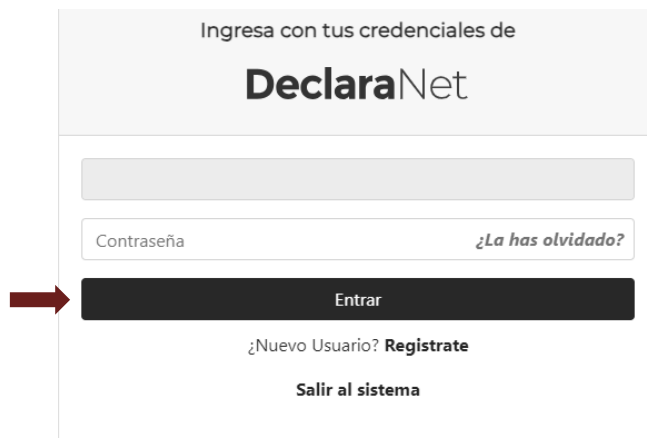 Ingresa con tus credenciales de
DeclaraNet
Contraseña ¿La has olvidado?
Entrar
¿Nuevo Usuario? Registrate
Salir al sistema